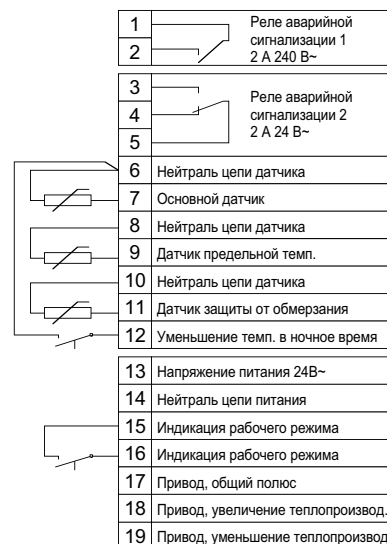 1
2
Реле аварийной
сигнализации 1
2 А 240 В~
3
4
5
Реле аварийной
сигнализации 2
2 А 24 В~
6 Нейтраль цепи датчика
7 Основной датчик
8 Нейтраль цепи датчика
9 Датчик предельной темп.
10 Нейтраль цепи датчика
11 Датчик защиты от обмерзания
12 Уменьшение темп. в ночное время
13 Напряжение питания 24В~
14 Нейтраль цепи питания
15 Индикация рабочего режима
16 Индикация рабочего режима
17 Привод, общий полюс
18 Привод, увеличение теплопроизвод.
19 Привод, уменьшение теплопроизвод